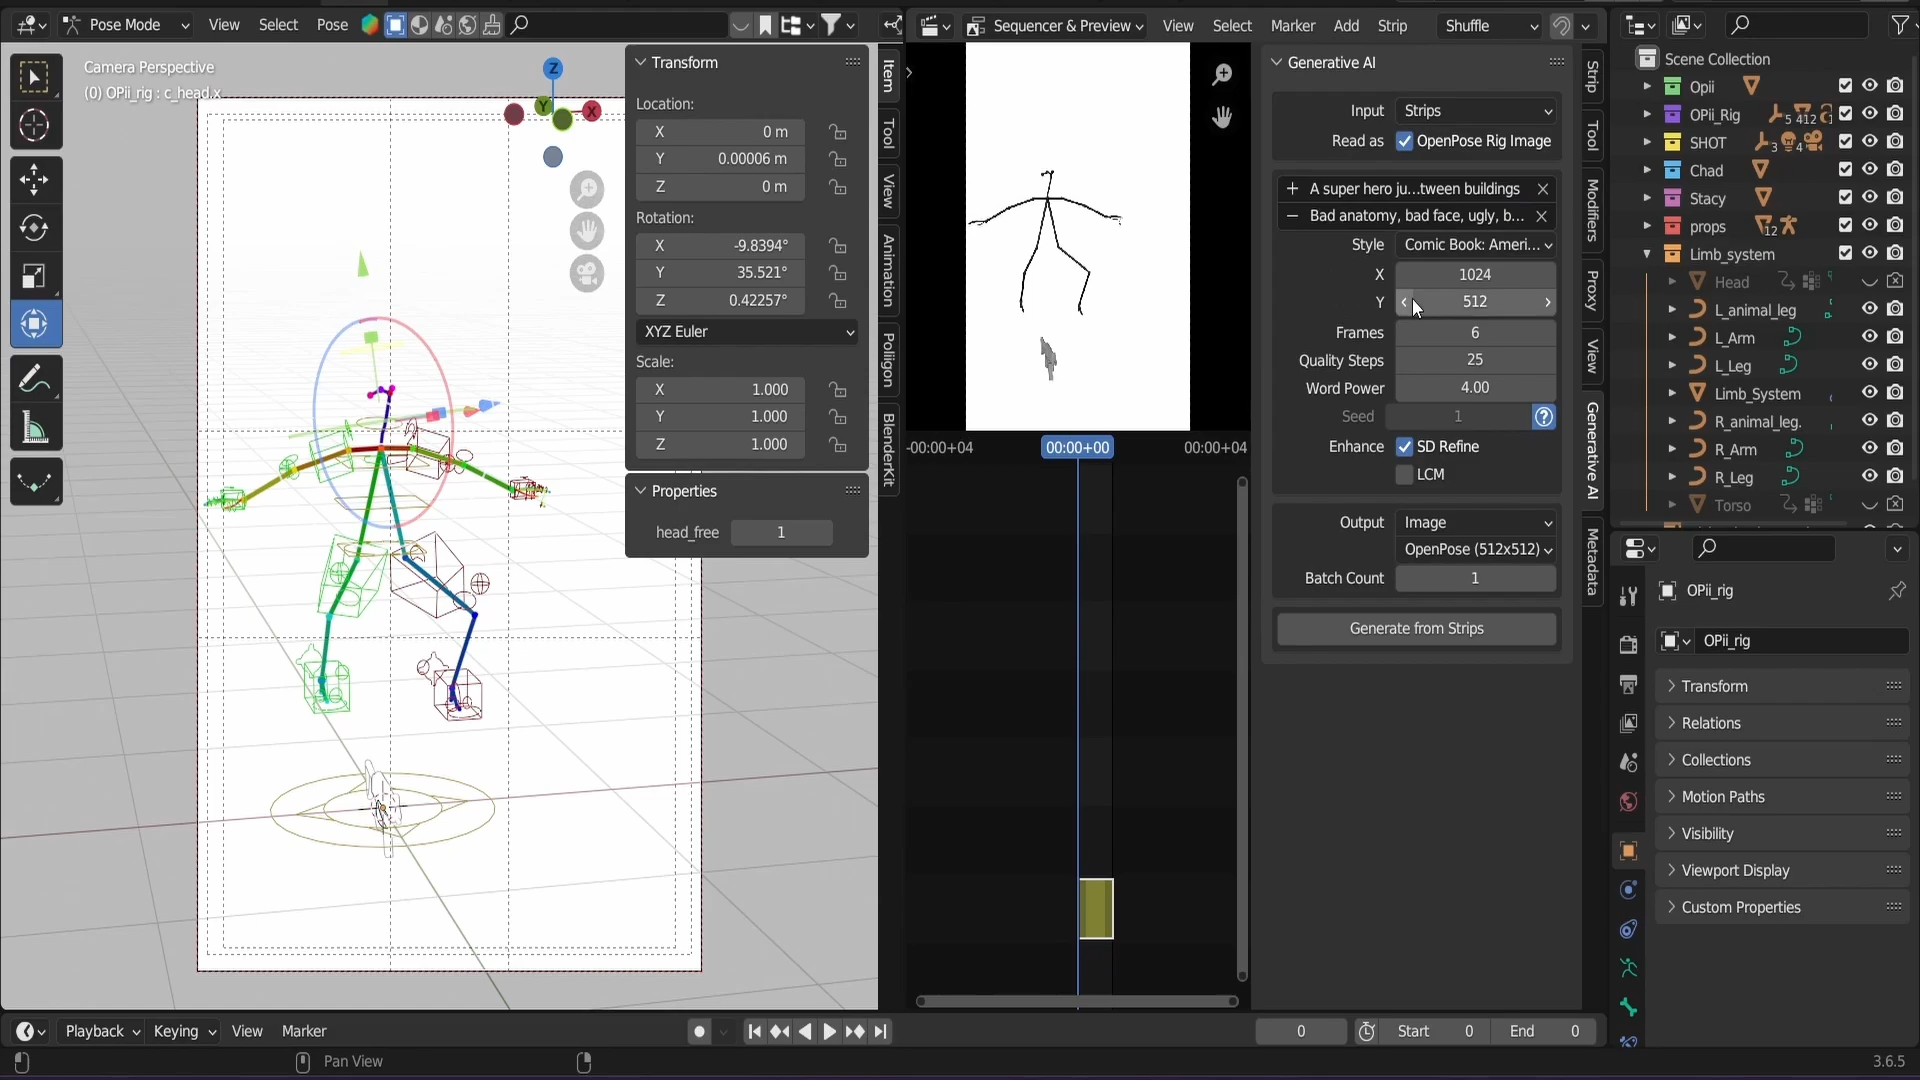 Pose Mode
View
Select
Pose
Camera Perspective
(0) OPii_rig : c_head.x
Z
Y
X
Transform
Location:
X 0 m
Y 0.00006 m
Z 0 m
Rotation:
X -9.8394°
Y 35.521°
Z 0.42257°
XYZ Euler
Scale:
X 1.000
Y 1.000
Z 1.000
Properties
head_free 1
Item
Tool
View
Animation
Poliigon
BlenderKit
Sequencer & Preview
View
Select
Marker
Add
Strip
Shuffle
-00:00+04
00:00+00
00:00+04
Generative AI
Input Strips
Read as OpenPose Rig Image
A super hero ju...tween buildings
Bad anatomy, bad face, ugly, b...
Style Comic Book: Ameri...
X 1024
Y 512
Frames 6
Quality Steps 25
Word Power 4.00
Seed 1
Enhance SD Refine
LCM
Output Image
OpenPose (512x512)
Batch Count 1
Generate from Strips
Strip
Tool
Modifiers
Proxy
View
Generative AI
Metadata
Scene Collection
Opii
OPii_Rig 5 412
SHOT 3 4
Chad
Stacy
props 12
Limb_system
Head
L_animal_leg
L_Arm
L_Leg
Limb_System
R_animal_leg.
R_Arm
R_Leg
Torso
OPii_rig
OPii_rig
Transform
Relations
Collections
Motion Paths
Visibility
Viewport Display
Custom Properties
Playback
Keying
View
Marker
0
Start 0
End 0
Pan View
3.6.5